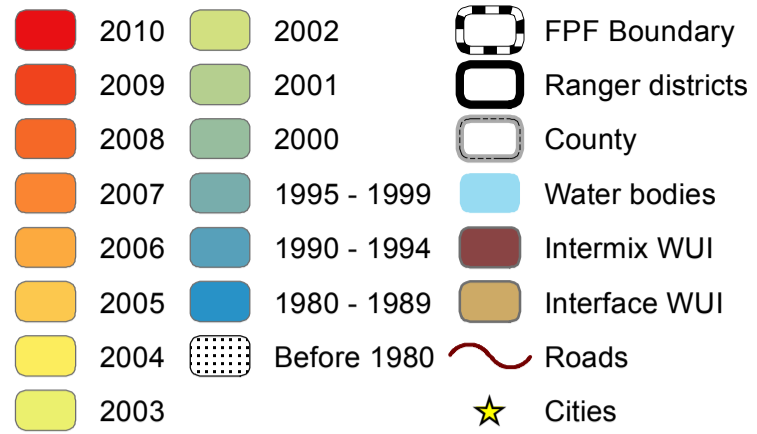 2010
2009
2008
2007
2006
2005
2004
2003
2002
2001
2000
1995 - 1999
1990 - 1994
1980 - 1989
Before 1980
FPF Boundary
Ranger districts
County
Water bodies
Intermix WUI
Interface WUI
Roads
Cities